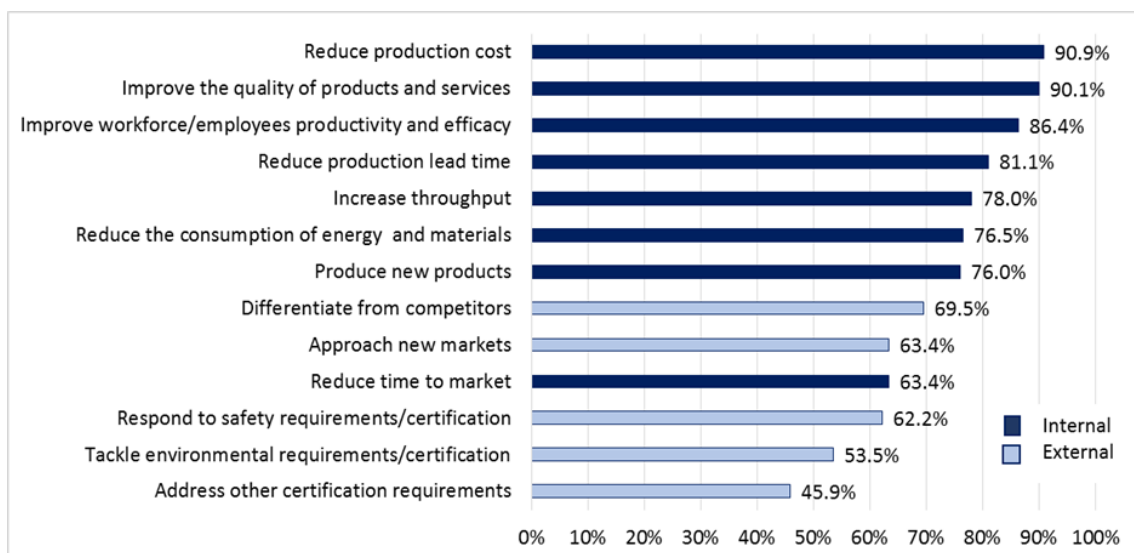 Reduce production cost 90.9%
Improve the quality of products and services 90.1%
Improve workforce/employees productivity and efficacy 86.4%
Reduce production lead time 81.1%
Increase throughput 78.0%
Reduce the consumption of energy and materials 76.5%
Produce new products 76.0%
Differentiate from competitors 69.5%
Approach new markets 63.4%
Reduce time to market 63.4%
Respond to safety requirements/certification 62.2%
Internal
Tackle environmental requirements/certification 53.5%
External
Address other certification requirements 45.9%
0% 10% 20% 30% 40% 50% 60% 70% 80% 90% 100%